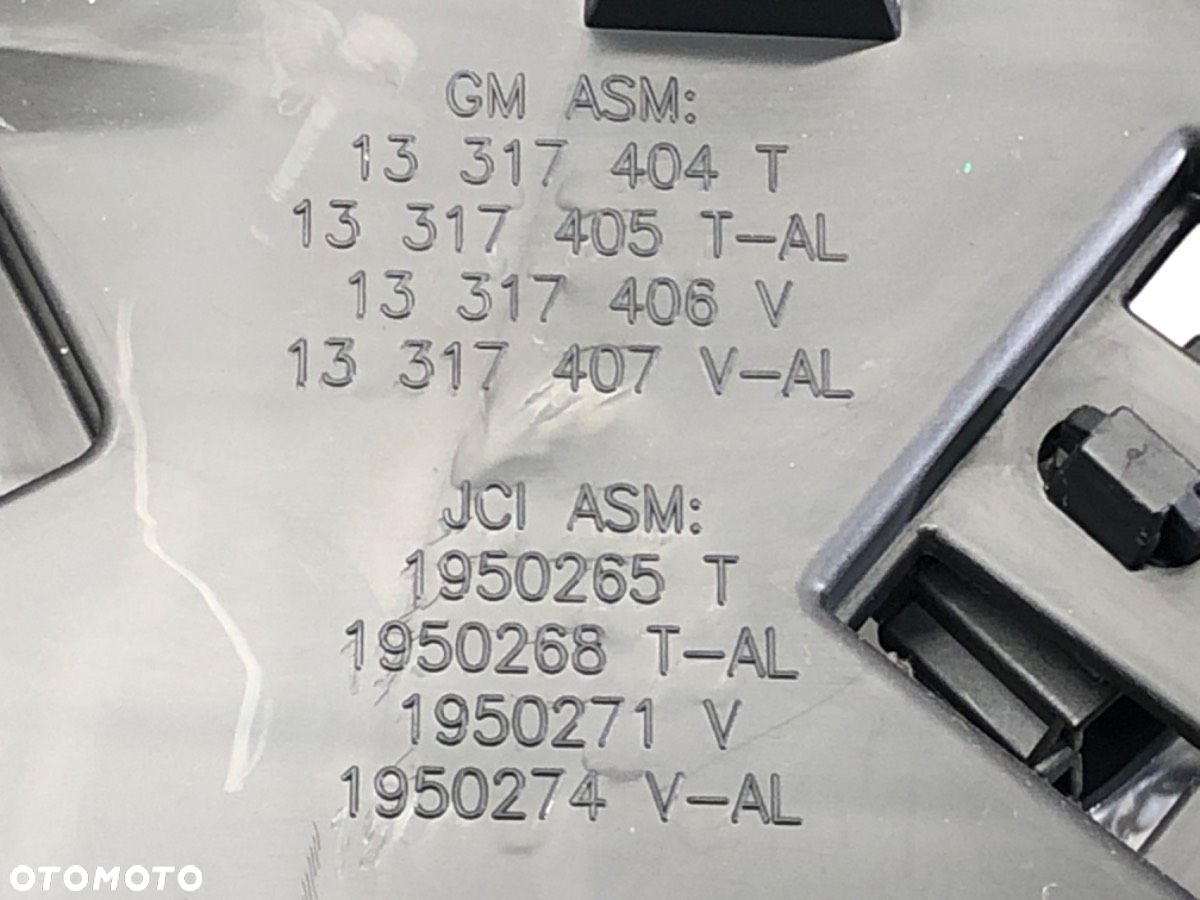 GM ASM:
13 317 404 T
13 317 405 T-AL
13 317 406 V
13 317 407 V-AL
JCI ASM:
1950265 T
1950268 T-AL
1950271 V
1950274 V-AL
OTOMOTO